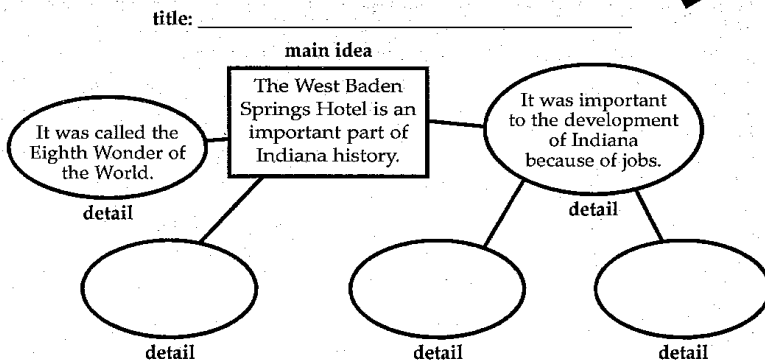 title:
main idea
The West Baden
Springs Hotel is an
important part of
Indiana history.
It was called the
Eighth Wonder of
the World.
detail
It was important
to the development
of Indiana
because of jobs.
detail
detail
detail
detail